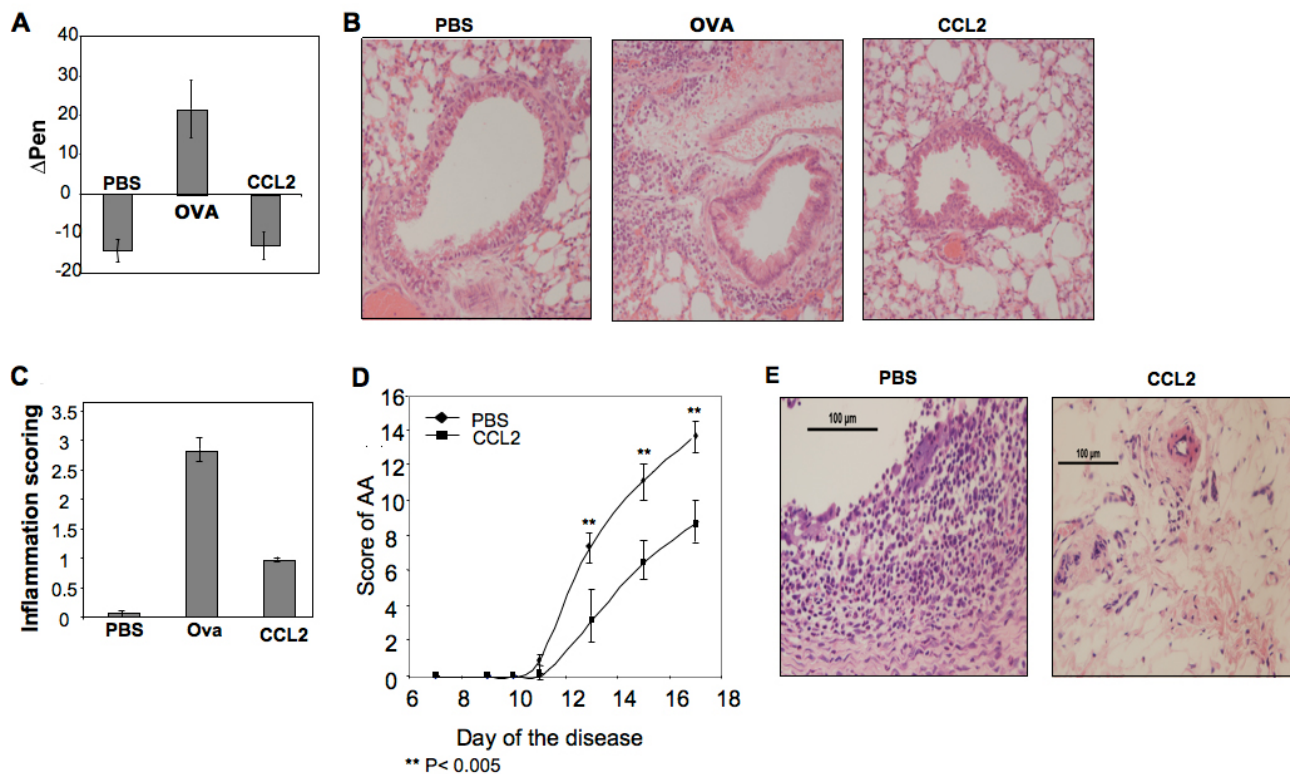 A
40
30
20
10
0
-10
-20
ΔPen
PBS
OVA
CCL2
B
PBS
OVA
CCL2
C
3.5
3
2.5
2
1.5
1
0.5
0
Inflammation scoring
PBS
Ova
CCL2
D
16
14
12
10
8
6
4
2
0
Score of AA
PBS
CCL2
**
**
**
6 8 10 12 14 16 18
Day of the disease
** P< 0.005
E
PBS
CCL2
100 µm
100 µm